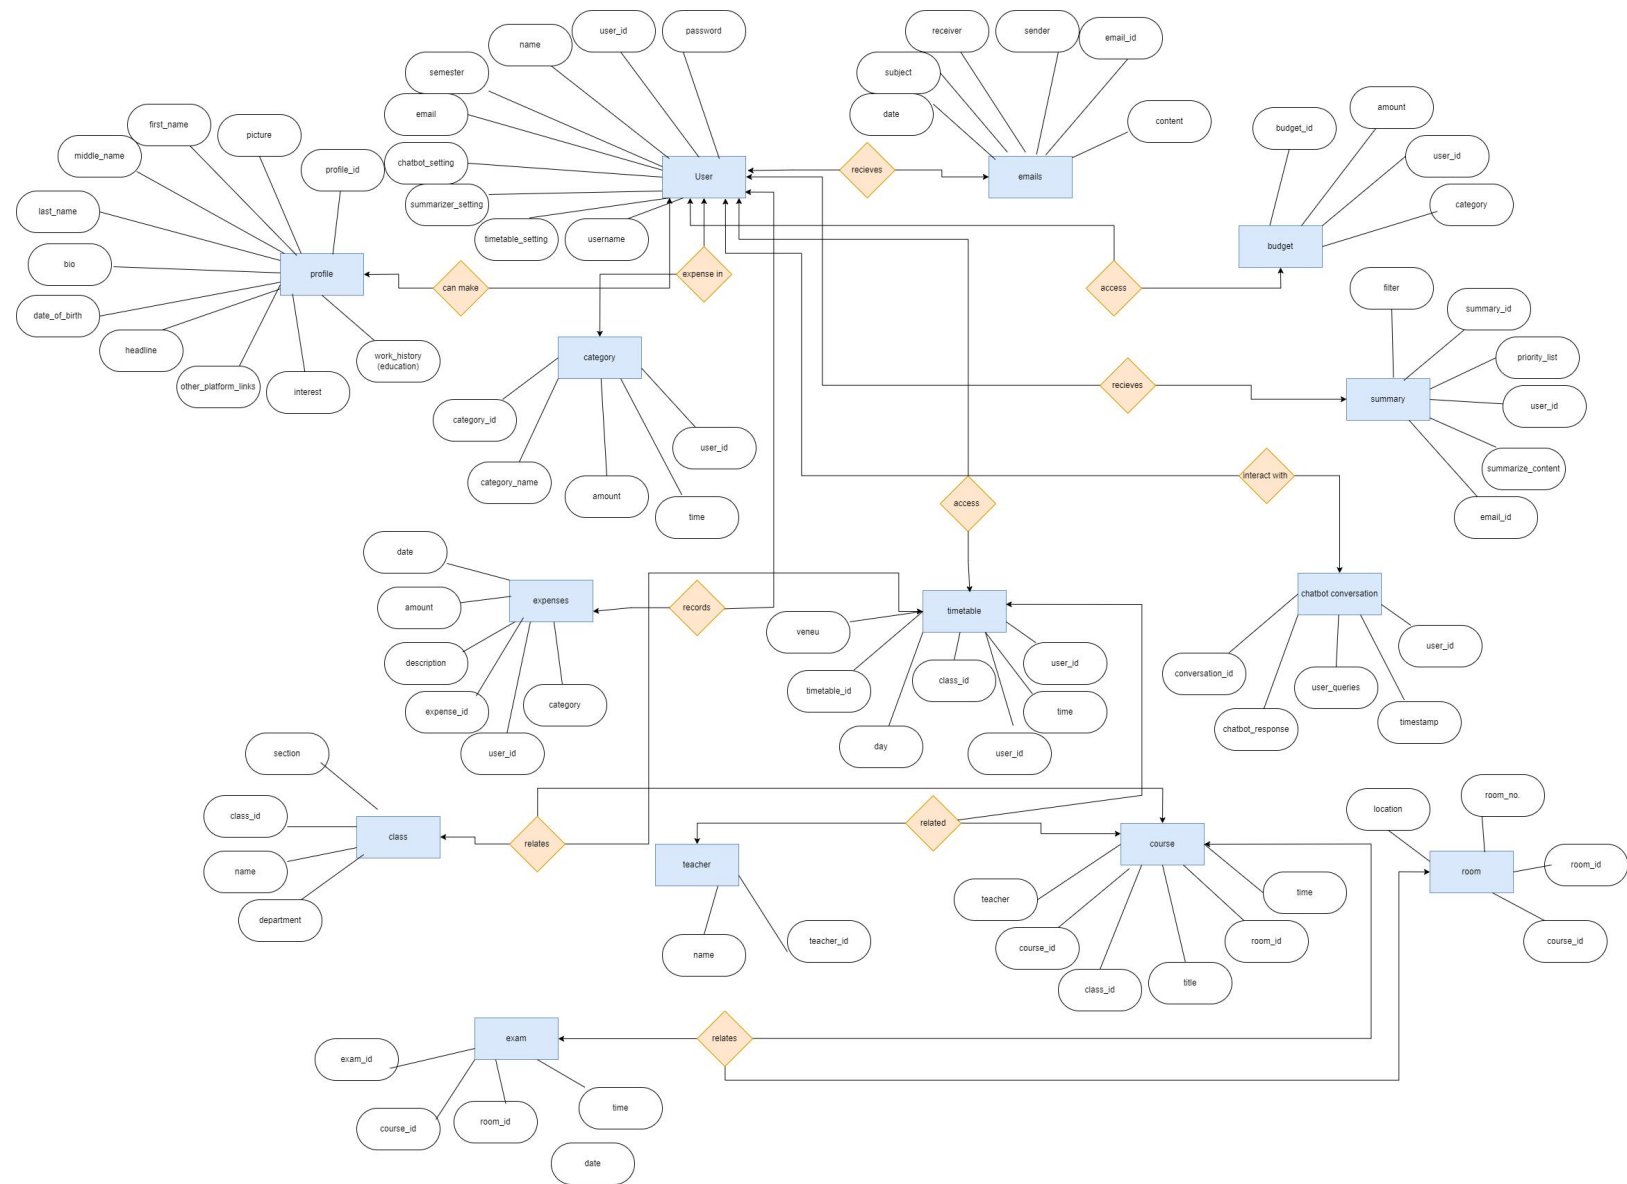 user_id
password
receiver
sender
email_id
name
semester
subject
email
date
content
amount
budget_id
first_name
picture
middle_name
profile_id
chatbot_setting
User
recieves
emails
user_id
last_name
summarizer_setting
timetable_setting
username
category
budget
bio
profile
can make
expense in
access
filter
date_of_birth
headline
other_platform_links
interest
work_history
(education)
category
summary_id
priority_list
recieves
summary
user_id
category_id
user_id
category_name
amount
time
interact with
summarize_content
access
email_id
date
amount
expenses
records
description
expense_id
category
user_id
timetable
veneu
timetable_id
class_id
user_id
time
day
user_id
chatbot conversation
user_id
conversation_id
user_queries
chatbot_response
timestamp
section
class_id
class
relates
name
department
related
teacher
name
teacher_id
course
teacher
time
course_id
room_id
class_id
title
location
room_no.
room
room_id
course_id
exam
relates
exam_id
course_id
room_id
time
date